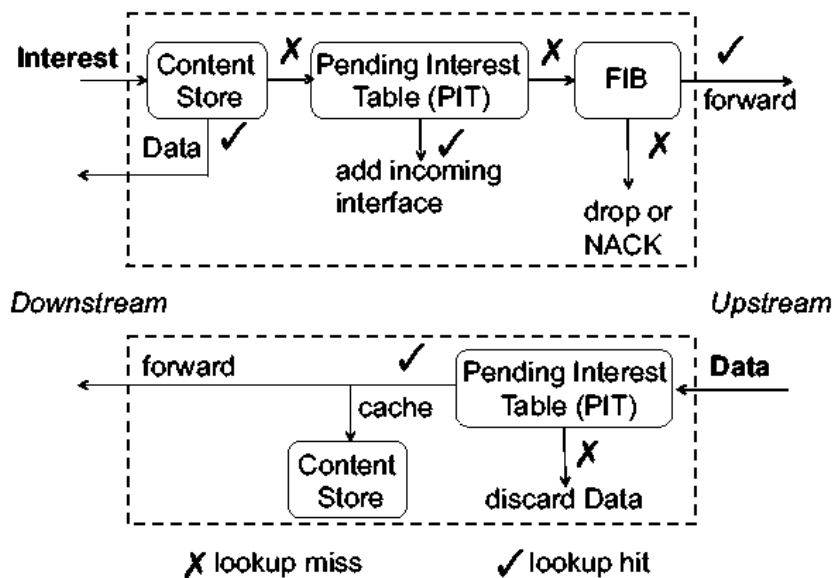 Interest
Content
Store
✗
Pending Interest
Table (PIT)
✗
FIB
✓
forward
Data
✓
✓
add incoming
interface
✗
drop or
NACK
Downstream
Upstream
forward
✓
Pending Interest
Table (PIT)
Data
cache
Content
Store
✗
discard Data
✗ lookup miss
✓ lookup hit